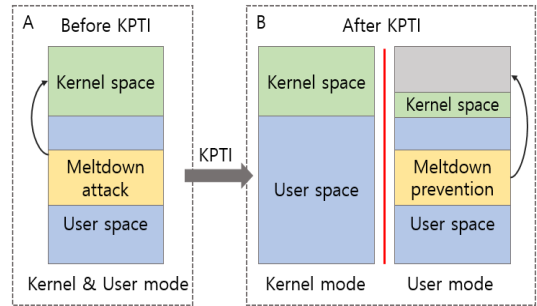 A
Before KPTI
Kernel space
Meltdown
attack
User space
Kernel & User mode
KPTI
B
After KPTI
Kernel space
User space
Kernel mode
Kernel space
Meltdown
prevention
User space
User mode